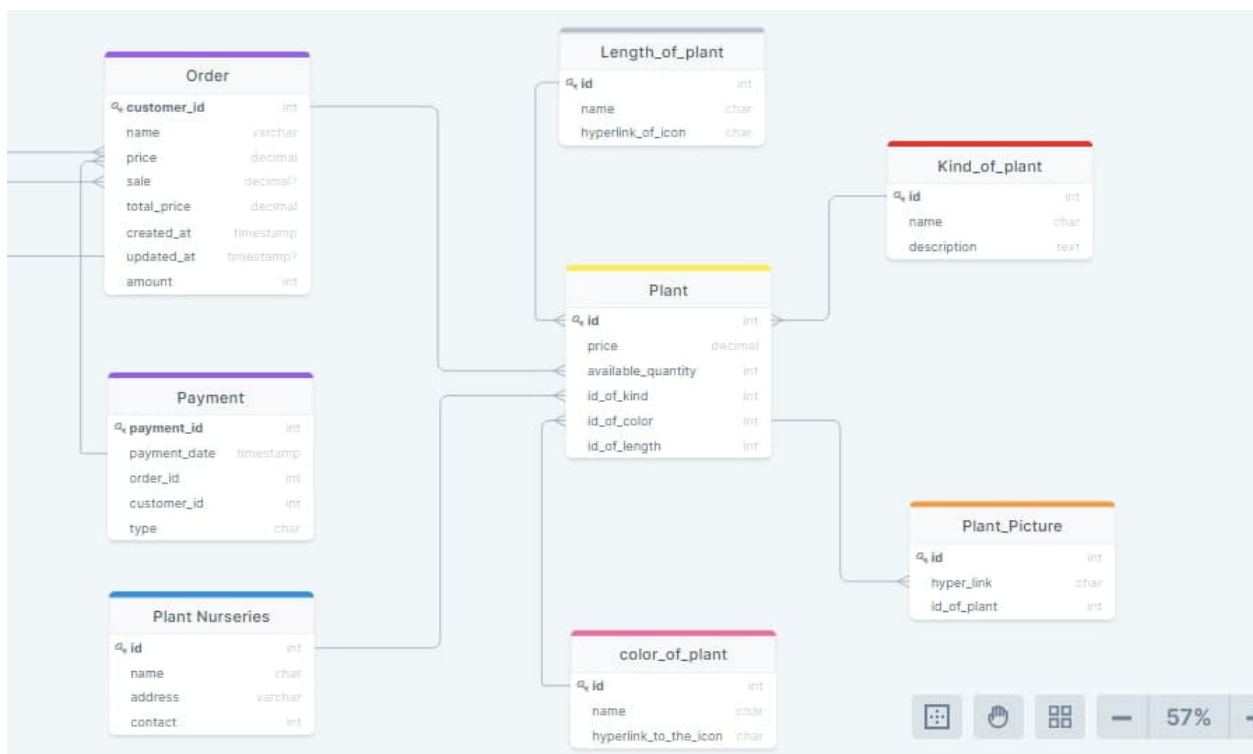 Order
customer_id int
name varchar
price decimal
sale decimal?
total_price decimal
created_at timestamp
updated_at timestamp?
amount int
Length_of_plant
id int
name char
hyperlink_of_icon char
Kind_of_plant
id int
name char
description text
Plant
id int
price decimal
available_quantity int
id_of_kind int
id_of_color int
id_of_length int
Payment
payment_id int
payment_date timestamp
order_id int
customer_id int
type char
Plant_Picture
id int
hyper_link char
id_of_plant int
Plant Nurseries
id int
name char
address varchar
contact int
color_of_plant
id int
name char
hyperlink_to_the_icon char
57%